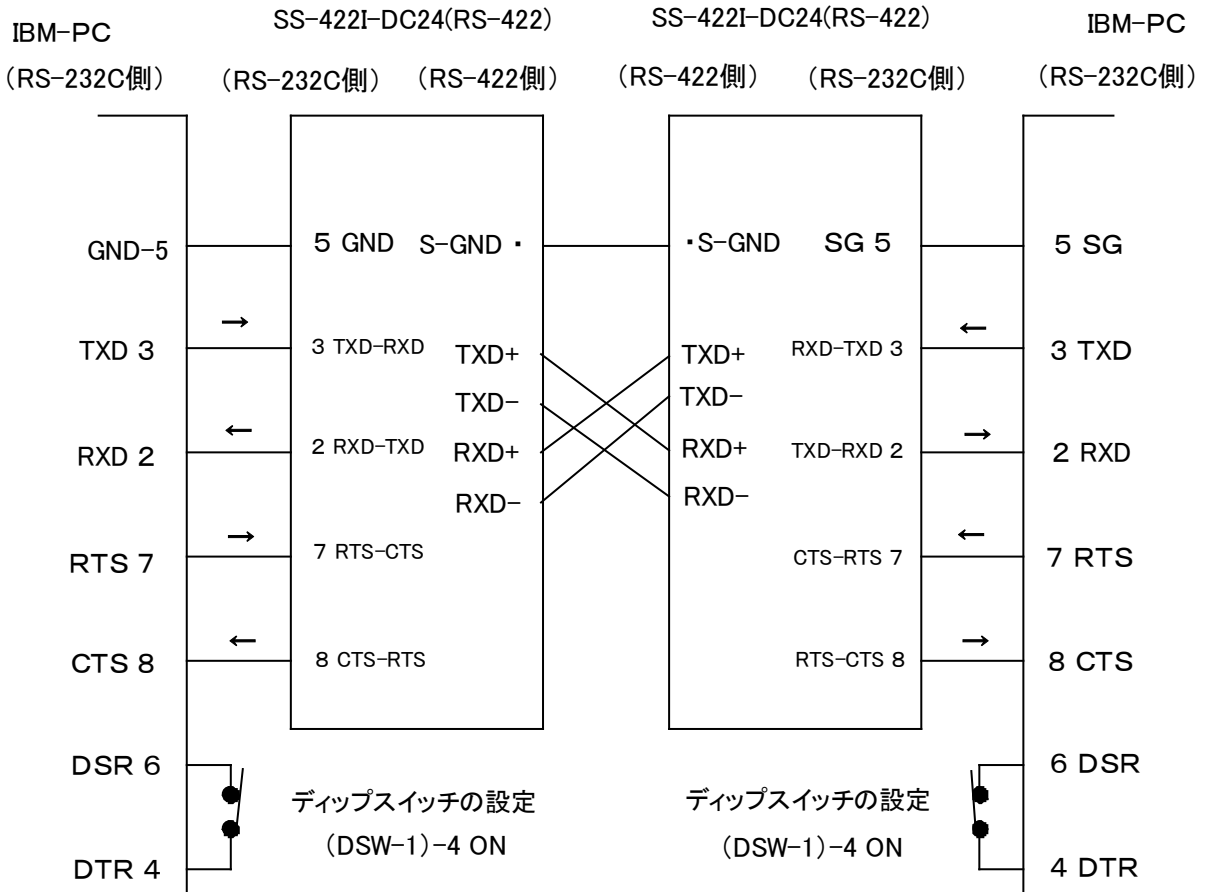 IBM-PC SS-422I-DC24(RS-422) SS-422I-DC24(RS-422) IBM-PC
(RS-232C側) (RS-232C側) (RS-422側) (RS-422側) (RS-232C側) (RS-232C側)
GND-5 5 GND S-GND・ ・S-GND SG 5 5 SG
→ ←
TXD 3 3 TXD-RXD TXD+ TXD+ RXD-TXD 3 3 TXD
TXD- TXD-
← →
RXD 2 2 RXD-TXD RXD+ RXD+ TXD-RXD 2 2 RXD
RXD- RXD-
→ ←
RTS 7 7 RTS-CTS CTS-RTS 7 7 RTS
← →
CTS 8 8 CTS-RTS RTS-CTS 8 8 CTS
DSR 6 6 DSR
ディップスイッチの設定 ディップスイッチの設定
(DSW-1)-4 ON (DSW-1)-4 ON
DTR 4 4 DTR